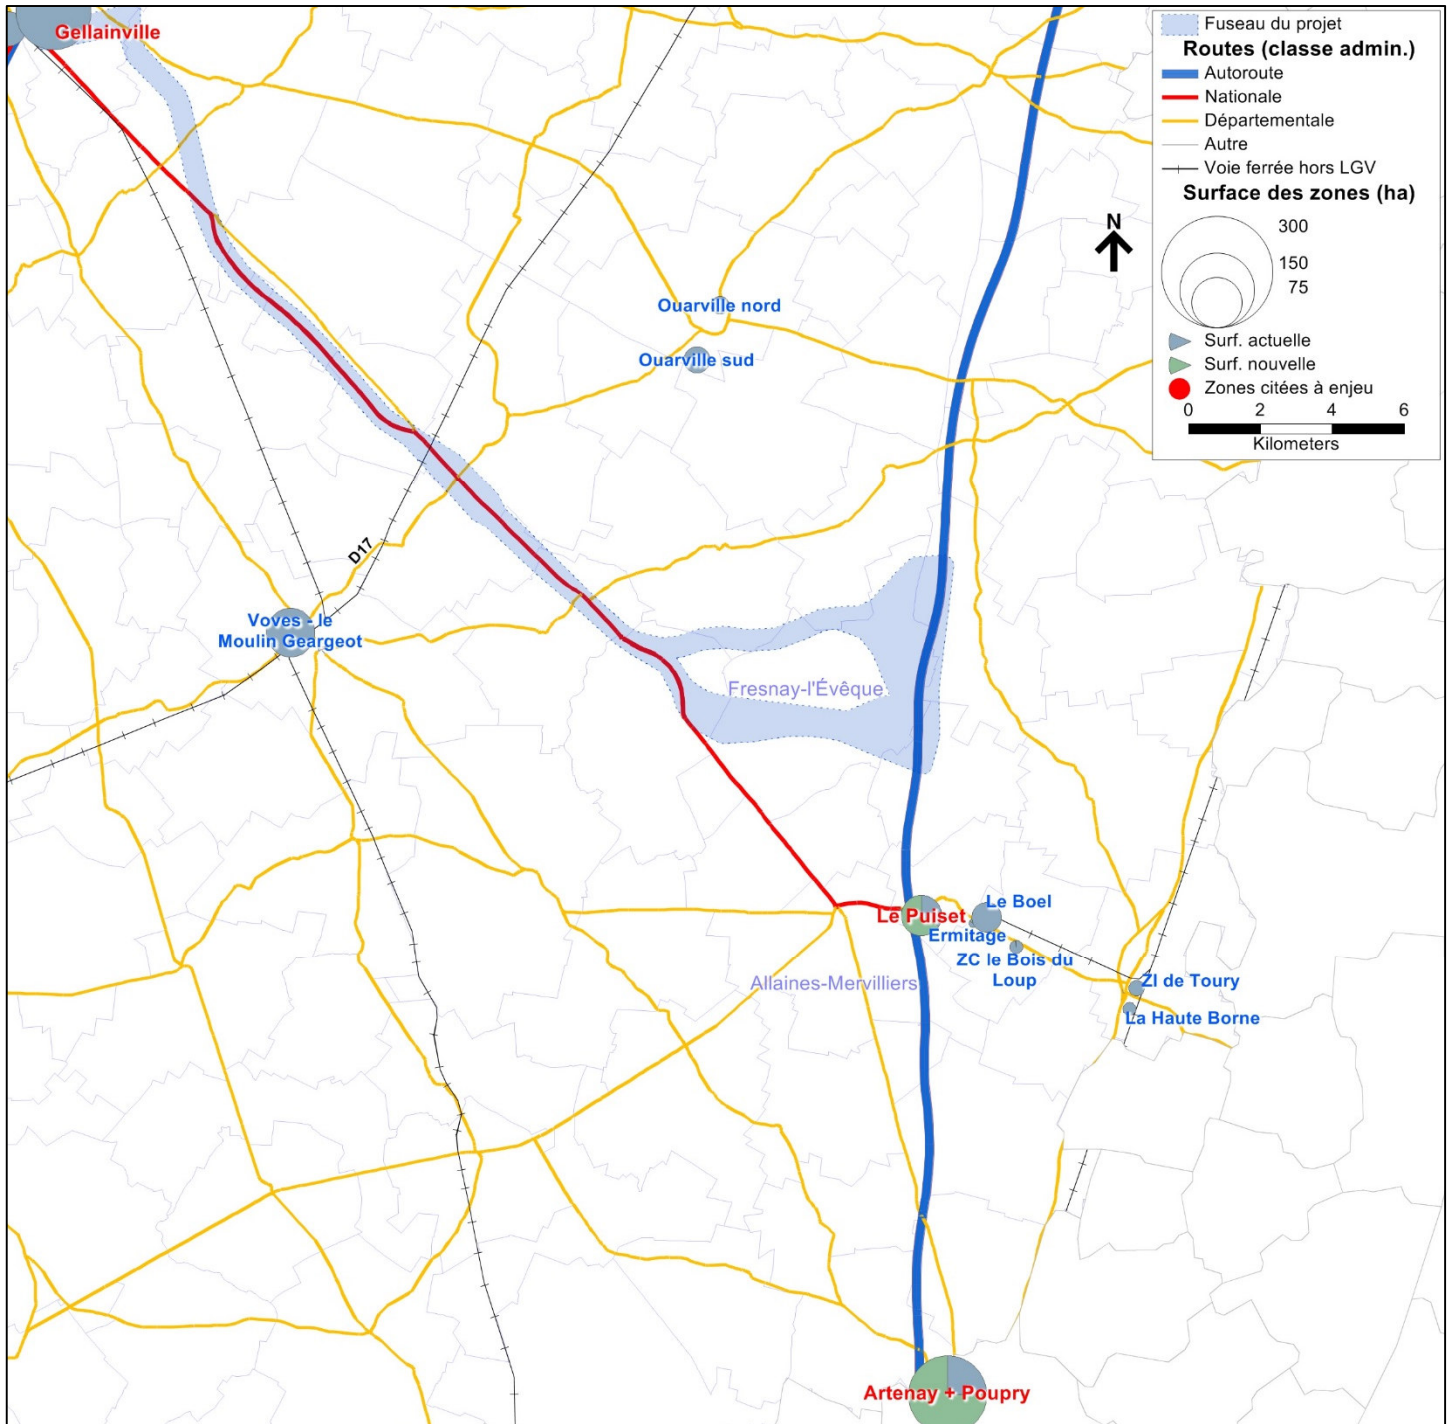 Gellainville
Fuseau du projet
Routes (classe admin.)
Autoroute
Nationale
Départementale
Autre
Voie ferrée hors LGV
Surface des zones (ha)
300
150
75
Surf. actuelle
Surf. nouvelle
Zones citées à enjeu
0 2 4 6
Kilometers
N
Ouarville nord
Ouarville sud
D17
Voves - le
Moulin Geargeot
Fresnay-l'Évêque
Le Puiset
Le Boel
Ermitage
ZC le Bois du
Loup
Allaines-Mervilliers
ZI de Toury
La Haute Borne
Artenay + Poupry